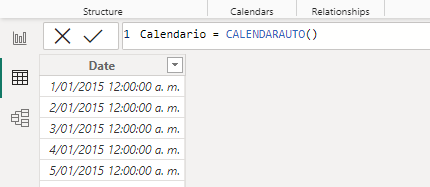 Structure
Calendars
Relationships
1 Calendario = CALENDARAUTO()
Date
1/01/2015 12:00:00 a. m.
2/01/2015 12:00:00 a. m.
3/01/2015 12:00:00 a. m.
4/01/2015 12:00:00 a. m.
5/01/2015 12:00:00 a. m.